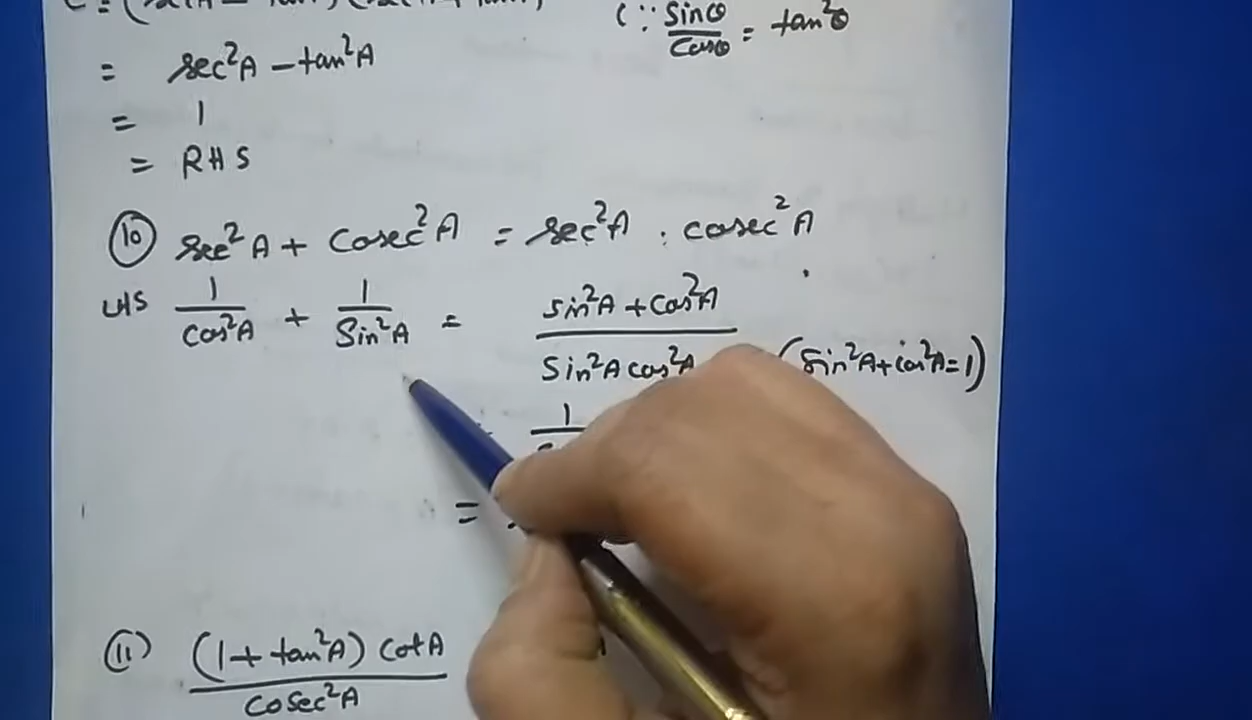 (∵ Sinθ/Cosθ = tan²θ
= sec²A − tan²A
= 1
= RHS
(10) sec²A + Cosec²A = sec²A . cosec²A
LHS 1/cos²A + 1/Sin²A = sin²A + Cos²A/Sin²A cos²A (Sin²A + cos²A = 1)
1
=
(11) (1 + tan²A) cotA/Cosec²A